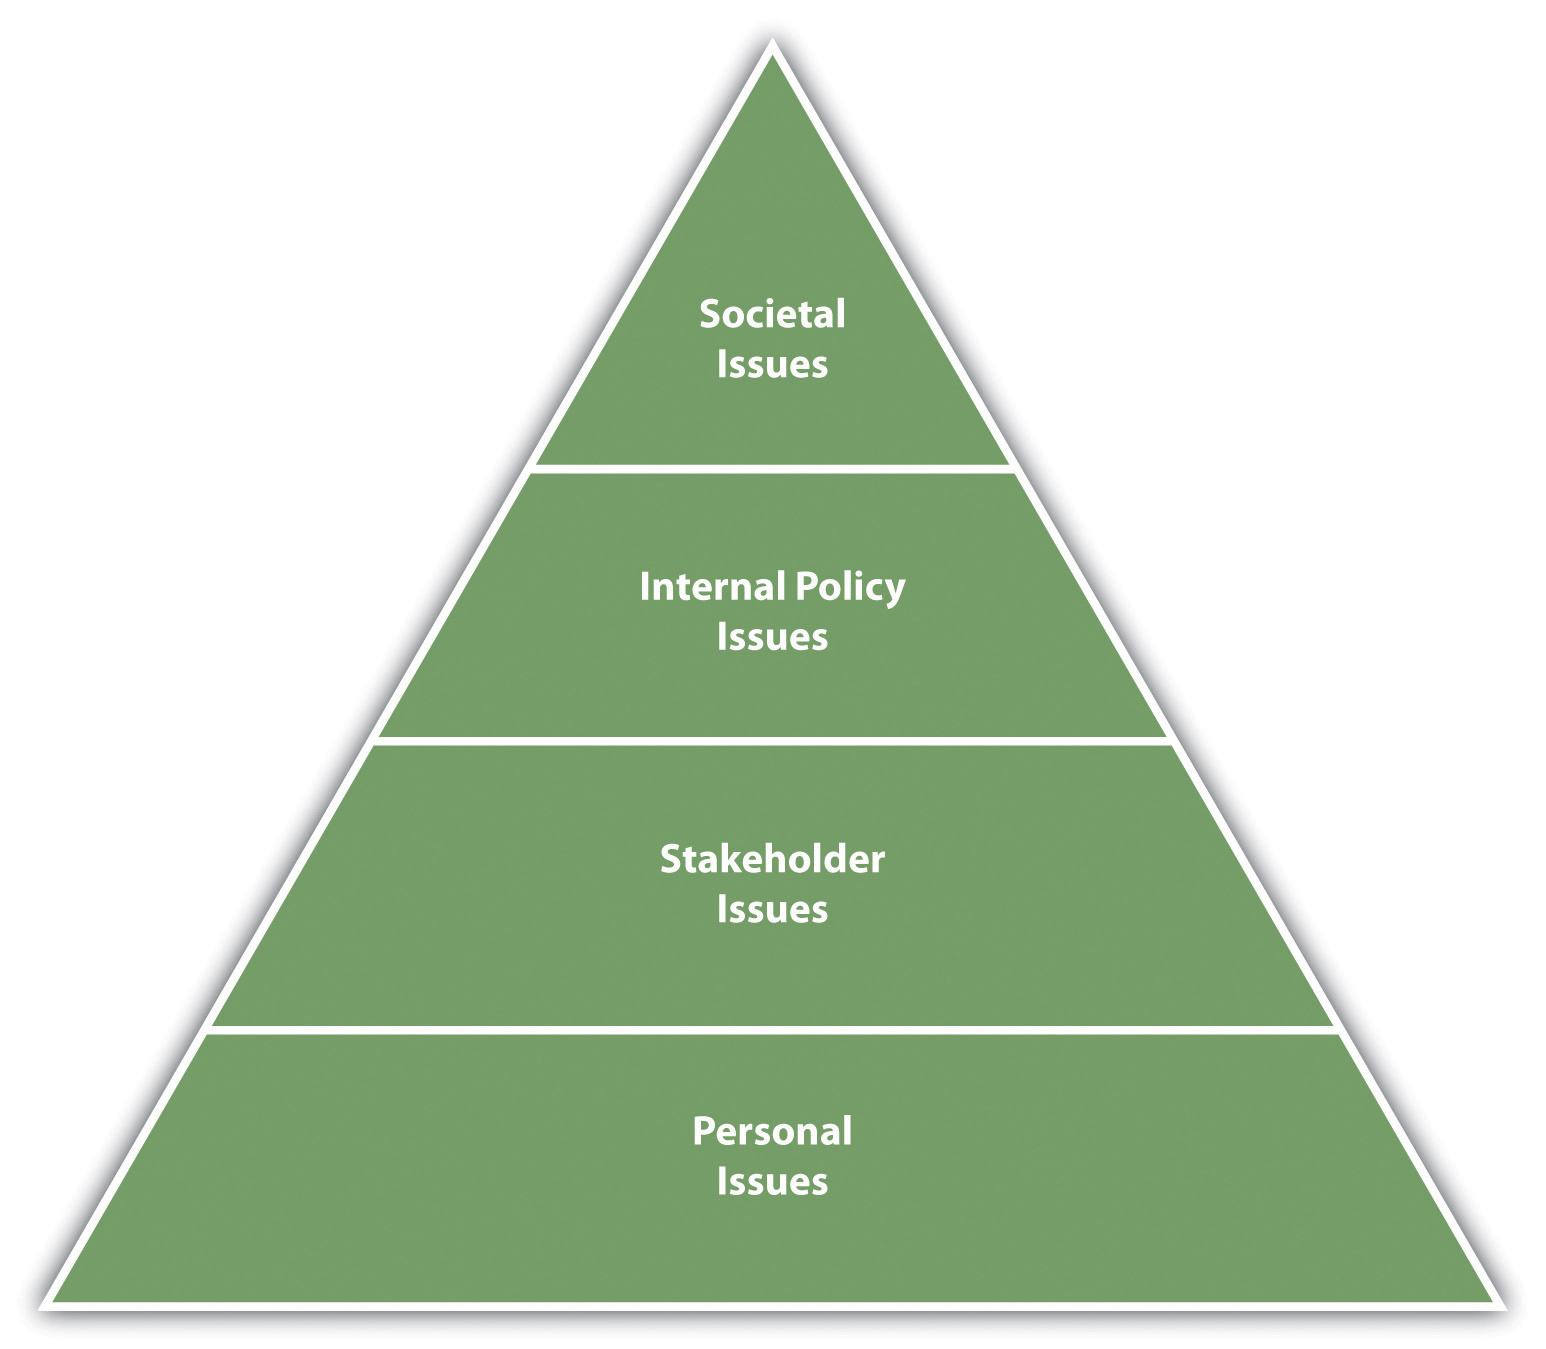 Societal
Issues
Internal Policy
Issues
Stakeholder
Issues
Personal
Issues